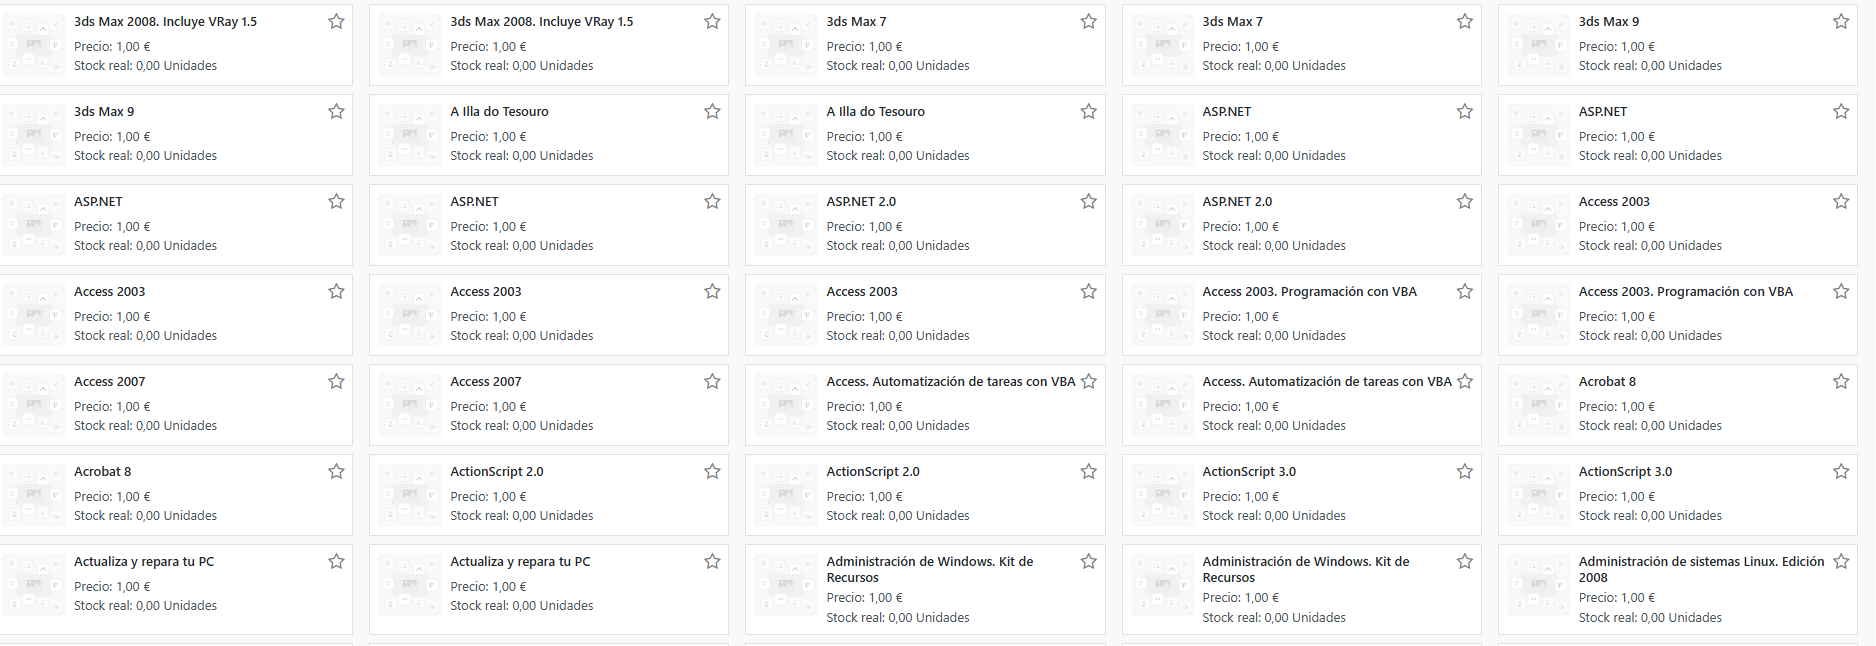 3ds Max 2008. Incluye VRay 1.5
Precio: 1,00 €
Stock real: 0,00 Unidades
3ds Max 2008. Incluye VRay 1.5
Precio: 1,00 €
Stock real: 0,00 Unidades
3ds Max 7
Precio: 1,00 €
Stock real: 0,00 Unidades
3ds Max 7
Precio: 1,00 €
Stock real: 0,00 Unidades
3ds Max 9
Precio: 1,00 €
Stock real: 0,00 Unidades
3ds Max 9
Precio: 1,00 €
Stock real: 0,00 Unidades
A Illa do Tesouro
Precio: 1,00 €
Stock real: 0,00 Unidades
A Illa do Tesouro
Precio: 1,00 €
Stock real: 0,00 Unidades
ASP.NET
Precio: 1,00 €
Stock real: 0,00 Unidades
ASP.NET
Precio: 1,00 €
Stock real: 0,00 Unidades
ASP.NET
Precio: 1,00 €
Stock real: 0,00 Unidades
ASP.NET
Precio: 1,00 €
Stock real: 0,00 Unidades
ASP.NET 2.0
Precio: 1,00 €
Stock real: 0,00 Unidades
ASP.NET 2.0
Precio: 1,00 €
Stock real: 0,00 Unidades
Access 2003
Precio: 1,00 €
Stock real: 0,00 Unidades
Access 2003
Precio: 1,00 €
Stock real: 0,00 Unidades
Access 2003
Precio: 1,00 €
Stock real: 0,00 Unidades
Access 2003
Precio: 1,00 €
Stock real: 0,00 Unidades
Access 2003. Programación con VBA
Precio: 1,00 €
Stock real: 0,00 Unidades
Access 2003. Programación con VBA
Precio: 1,00 €
Stock real: 0,00 Unidades
Access 2007
Precio: 1,00 €
Stock real: 0,00 Unidades
Access 2007
Precio: 1,00 €
Stock real: 0,00 Unidades
Access. Automatización de tareas con VBA
Precio: 1,00 €
Stock real: 0,00 Unidades
Access. Automatización de tareas con VBA
Precio: 1,00 €
Stock real: 0,00 Unidades
Acrobat 8
Precio: 1,00 €
Stock real: 0,00 Unidades
Acrobat 8
Precio: 1,00 €
Stock real: 0,00 Unidades
ActionScript 2.0
Precio: 1,00 €
Stock real: 0,00 Unidades
ActionScript 2.0
Precio: 1,00 €
Stock real: 0,00 Unidades
ActionScript 3.0
Precio: 1,00 €
Stock real: 0,00 Unidades
ActionScript 3.0
Precio: 1,00 €
Stock real: 0,00 Unidades
Actualiza y repara tu PC
Precio: 1,00 €
Stock real: 0,00 Unidades
Actualiza y repara tu PC
Precio: 1,00 €
Stock real: 0,00 Unidades
Administración de Windows. Kit de
Recursos
Precio: 1,00 €
Stock real: 0,00 Unidades
Administración de Windows. Kit de
Recursos
Precio: 1,00 €
Stock real: 0,00 Unidades
Administración de sistemas Linux. Edición
2008
Precio: 1,00 €
Stock real: 0,00 Unidades